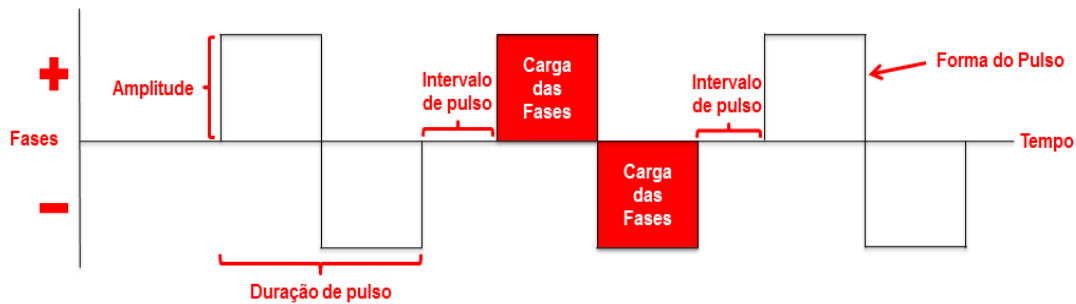 +
Amplitude
Intervalo
de pulso
Carga
das
Fases
Intervalo
de pulso
Forma do Pulso
Fases
Tempo
–
Carga
das
Fases
Duração de pulso